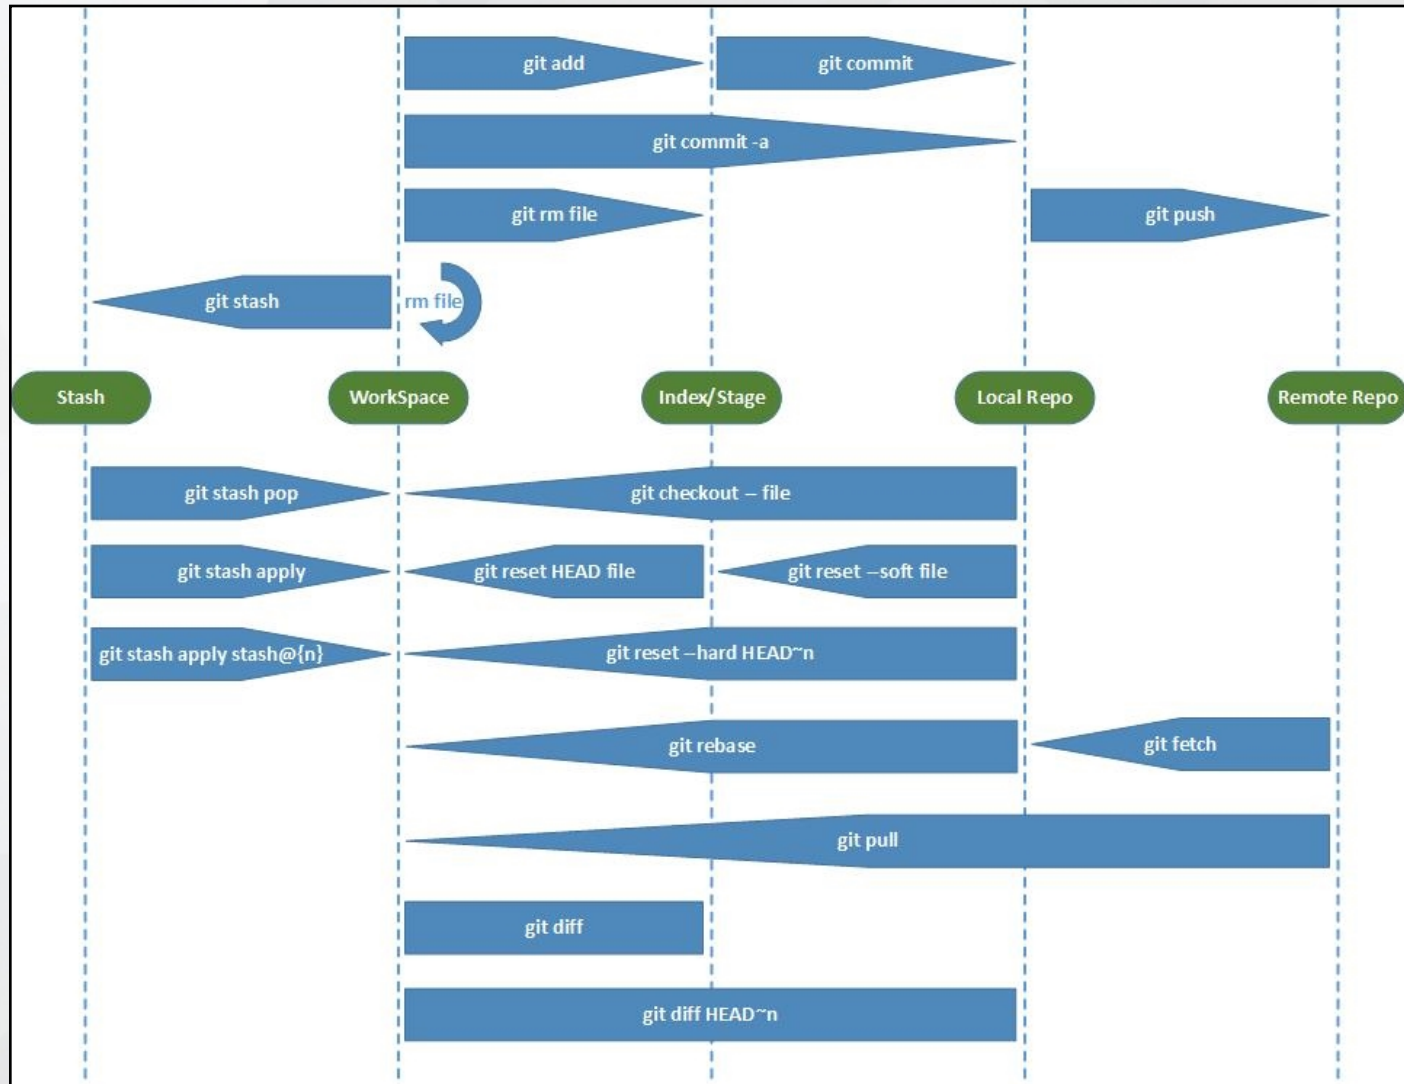 git add
git commit
git commit -a
git rm file
git push
git stash
rm file
Stash
WorkSpace
Index/Stage
Local Repo
Remote Repo
git stash pop
git checkout -- file
git stash apply
git reset HEAD file
git reset --soft file
git stash apply stash@{n}
git reset --hard HEAD~n
git rebase
git fetch
git pull
git diff
git diff HEAD~n